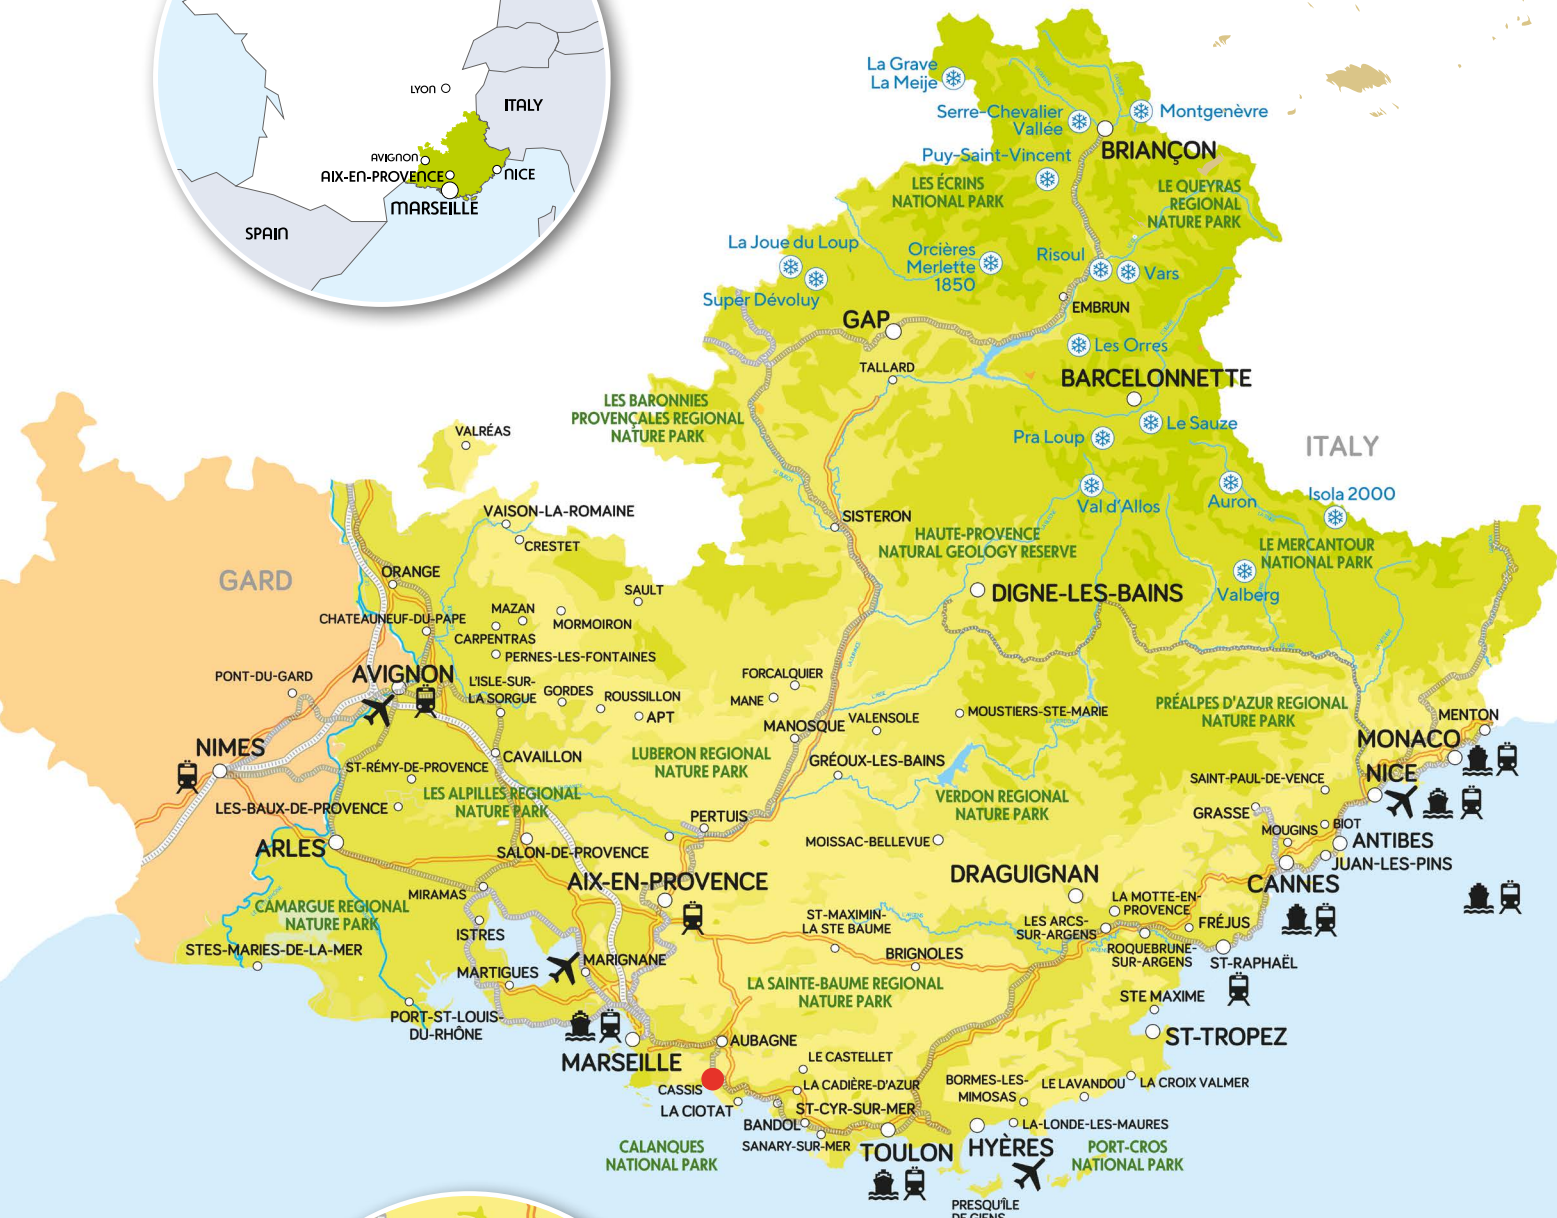 LYON
ITALY
AVIGNON
AIX-EN-PROVENCE
NICE
MARSEILLE
SPAIN
La Grave
La Meije
Serre-Chevalier
Vallée
Montgenèvre
BRIANÇON
Puy-Saint-Vincent
LES ÉCRINS
NATIONAL PARK
LE QUEYRAS
REGIONAL
NATURE PARK
La Joue du Loup
Super Dévoluy
Orcières
Merlette
1850
Risoul
Vars
EMBRUN
GAP
Les Orres
TALLARD
BARCELONNETTE
LES BARONNIES
PROVENÇALES REGIONAL
NATURE PARK
Le Sauze
Pra Loup
ITALY
VALRÉAS
Val d'Allos
Auron
Isola 2000
VAISON-LA-ROMAINE
CRESTET
SISTERON
HAUTE-PROVENCE
NATURAL GEOLOGY RESERVE
LE MERCANTOUR
NATIONAL PARK
Valberg
GARD
ORANGE
SAULT
DIGNE-LES-BAINS
MAZAN
MORMOIRON
CHATEAUNEUF-DU-PAPE
CARPENTRAS
PERNES-LES-FONTAINES
PONT-DU-GARD
AVIGNON
L'ISLE-SUR-
LA SORGUE
GORDES
ROUSSILLON
APT
FORCALQUIER
MANE
MANOSQUE
VALENSOLE
MOUSTIERS-STE-MARIE
PRÉALPES D'AZUR REGIONAL
NATURE PARK
MENTON
MONACO
NIMES
ST-RÉMY-DE-PROVENCE
CAVAILLON
LUBERON REGIONAL
NATURE PARK
GRÉOUX-LES-BAINS
SAINT-PAUL-DE-VENCE
NICE
LES-BAUX-DE-PROVENCE
LES ALPILLES REGIONAL
NATURE PARK
VERDON REGIONAL
NATURE PARK
GRASSE
MOUGINS
BIOT
ANTIBES
JUAN-LES-PINS
PERTUIS
MOISSAC-BELLEVUE
ARLES
SALON-DE-PROVENCE
CANNES
AIX-EN-PROVENCE
DRAGUIGNAN
MIRAMAS
LA MOTTE-EN-
PROVENCE
CAMARGUE REGIONAL
NATURE PARK
ISTRES
ST-MAXIMIN-
LA STE BAUME
LES ARCS-
SUR-ARGENS
FRÉJUS
STES-MARIES-DE-LA-MER
MARTIGUES
MARIGNANE
BRIGNOLES
ROQUEBRUNE-
SUR-ARGENS
ST-RAPHAËL
LA SAINTE-BAUME REGIONAL
NATURE PARK
STE MAXIME
PORT-ST-LOUIS-
DU-RHÔNE
ST-TROPEZ
MARSEILLE
AUBAGNE
LE CASTELLET
CASSIS
LA CADIÈRE-D'AZUR
BORMES-LES-
MIMOSAS
LE LAVANDOU
LA CROIX VALMER
LA CIOTAT
ST-CYR-SUR-MER
BANDOL
LA-LONDE-LES-MAURES
CALANQUES
NATIONAL PARK
SANARY-SUR-MER
TOULON
HYÈRES
PORT-CROS
NATIONAL PARK
PRESQU'ÎLE
DE GIENS